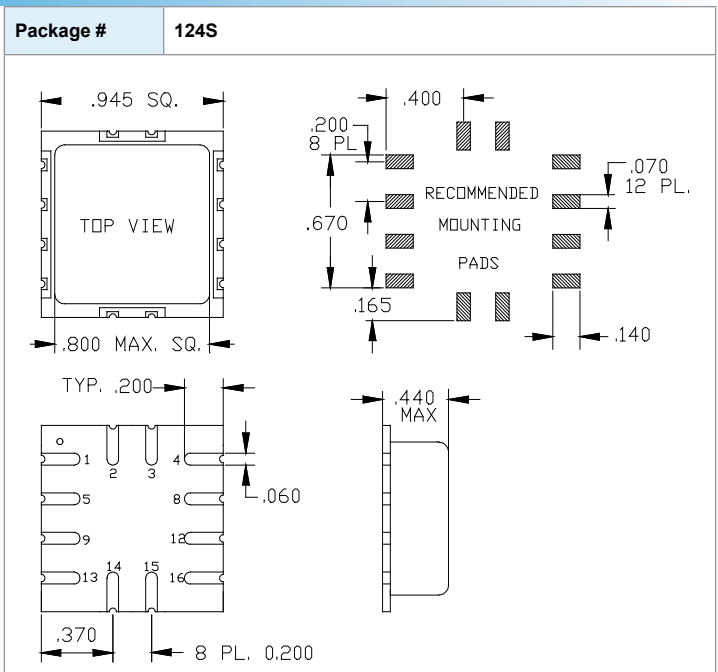 Package # 124S
.945 SQ.
TOP VIEW
.800 MAX. SQ.
.400
.200
8 PL
.070
12 PL.
RECOMMENDED
MOUNTING
PADS
.670
.165
.140
TYP. .200
1 2 3 4
5 8
9 12
13 14 15 16
.060
.370
8 PL. 0.200
.440
MAX